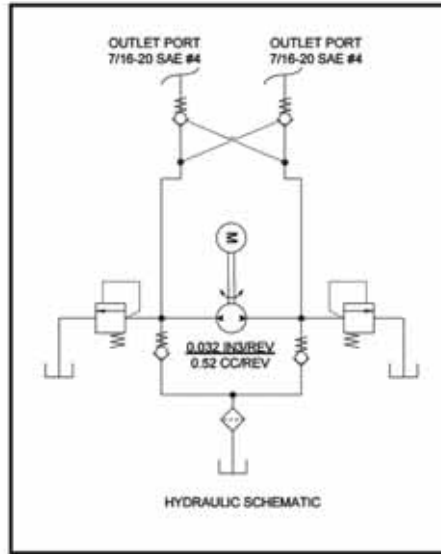 OUTLET PORT
7/16-20 SAE #4
OUTLET PORT
7/16-20 SAE #4
M
0.032 IN3/REV
0.52 CC/REV
HYDRAULIC SCHEMATIC